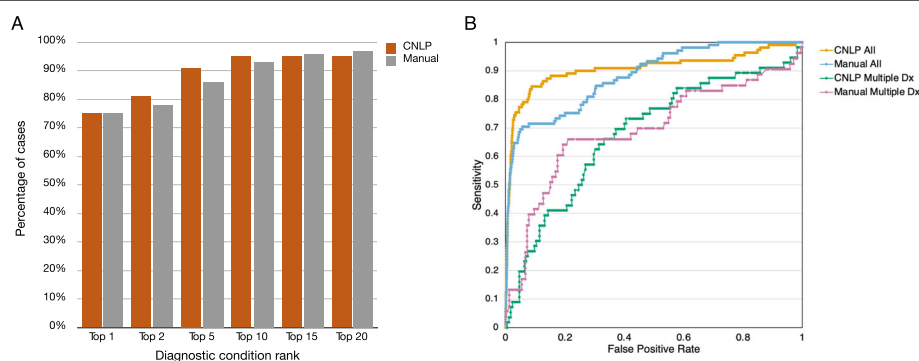 A
100%
90%
80%
70%
60%
50%
40%
30%
20%
10%
0%
Percentage of cases
Top 1 Top 2 Top 5 Top 10 Top 15 Top 20
Diagnostic condition rank
CNLP
Manual
B
1
0.9
0.8
0.7
0.6
0.5
0.4
0.3
0.2
0.1
0
Sensitivity
0 0.2 0.4 0.6 0.8 1
False Positive Rate
CNLP All
Manual All
CNLP Multiple Dx
Manual Multiple Dx